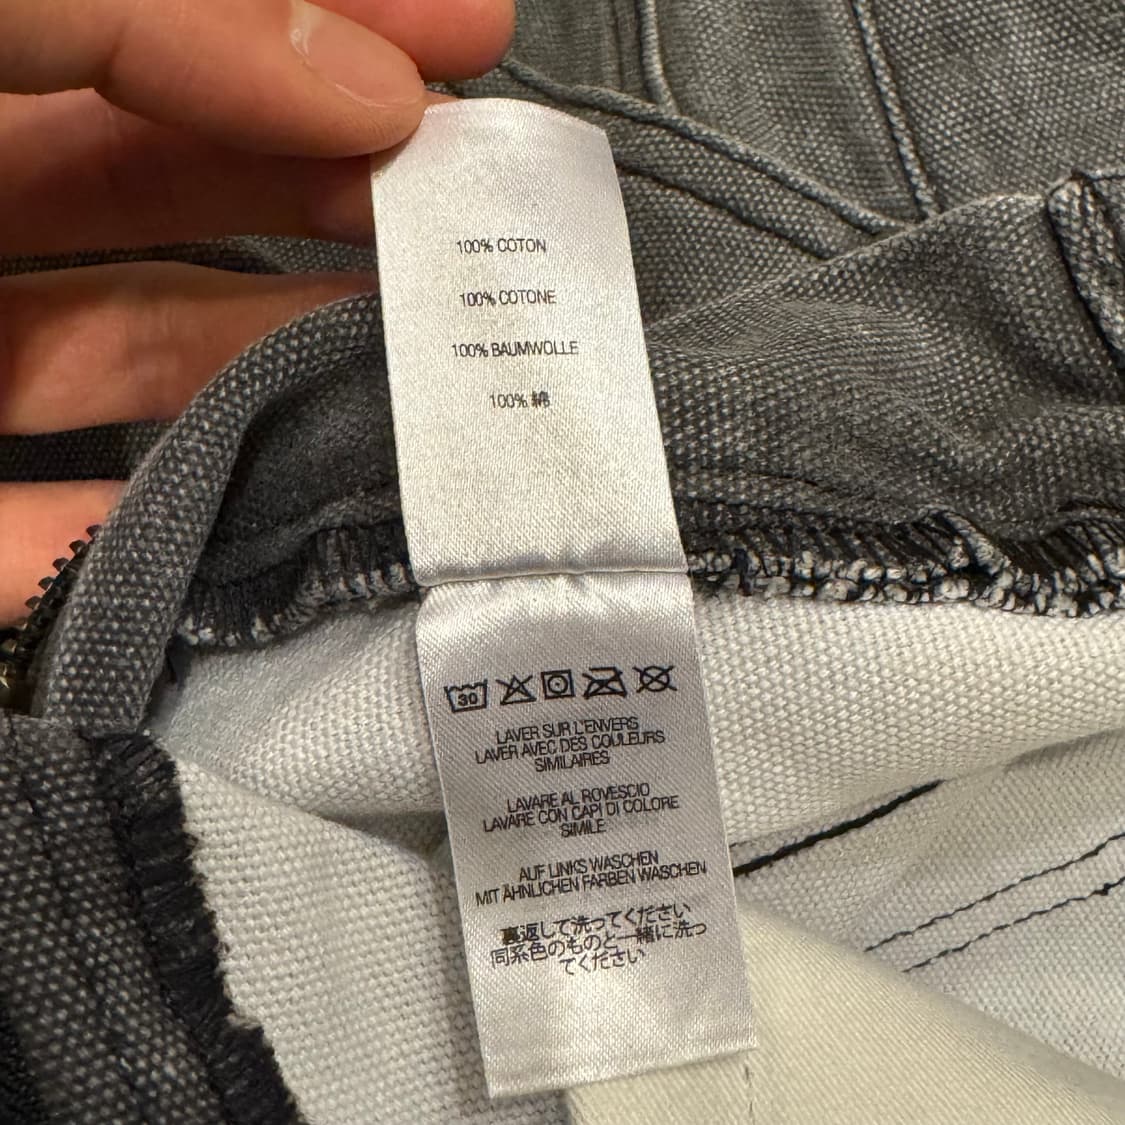 100% COTON
100% COTONE
100% BAUMWOLLE
100% 綿
30
LAVER SUR L'ENVERS
LAVER AVEC DES COULEURS
SIMILAIRES
LAVARE AL ROVESCIO
LAVARE CON CAPI DI COLORE
SIMILE
AUF LINKS WASCHEN
MIT ÄHNLICHEN FARBEN WASCHEN
裏返して洗ってください
同系色のものと一緒に洗っ
てください